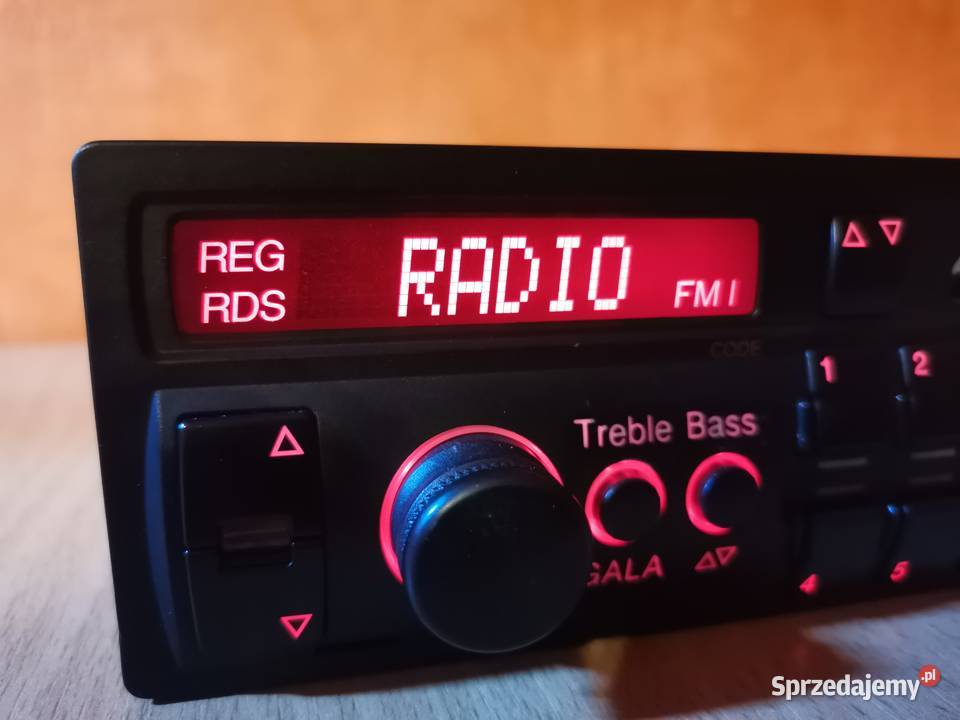 REG
RADIO
RDS
FM I
CODE
1 2
Treble Bass
GALA
4 5
Sprzedajemy.pl